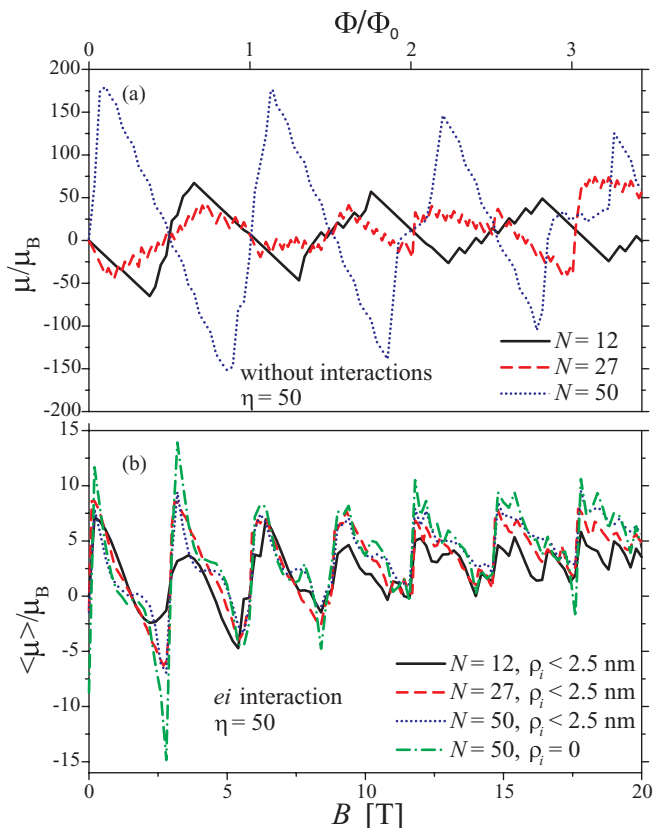 Φ/Φ0
0 1 2 3
200
150
100
50
0
-50
-100
-150
-200
μ/μB
(a)
without interactions
η = 50
N = 12
N = 27
N = 50
15
10
5
0
-5
-10
-15
<μ>/μB
(b)
ei interaction
η = 50
N = 12, ρi < 2.5 nm
N = 27, ρi < 2.5 nm
N = 50, ρi < 2.5 nm
N = 50, ρi = 0
0 5 10 15 20
B [T]